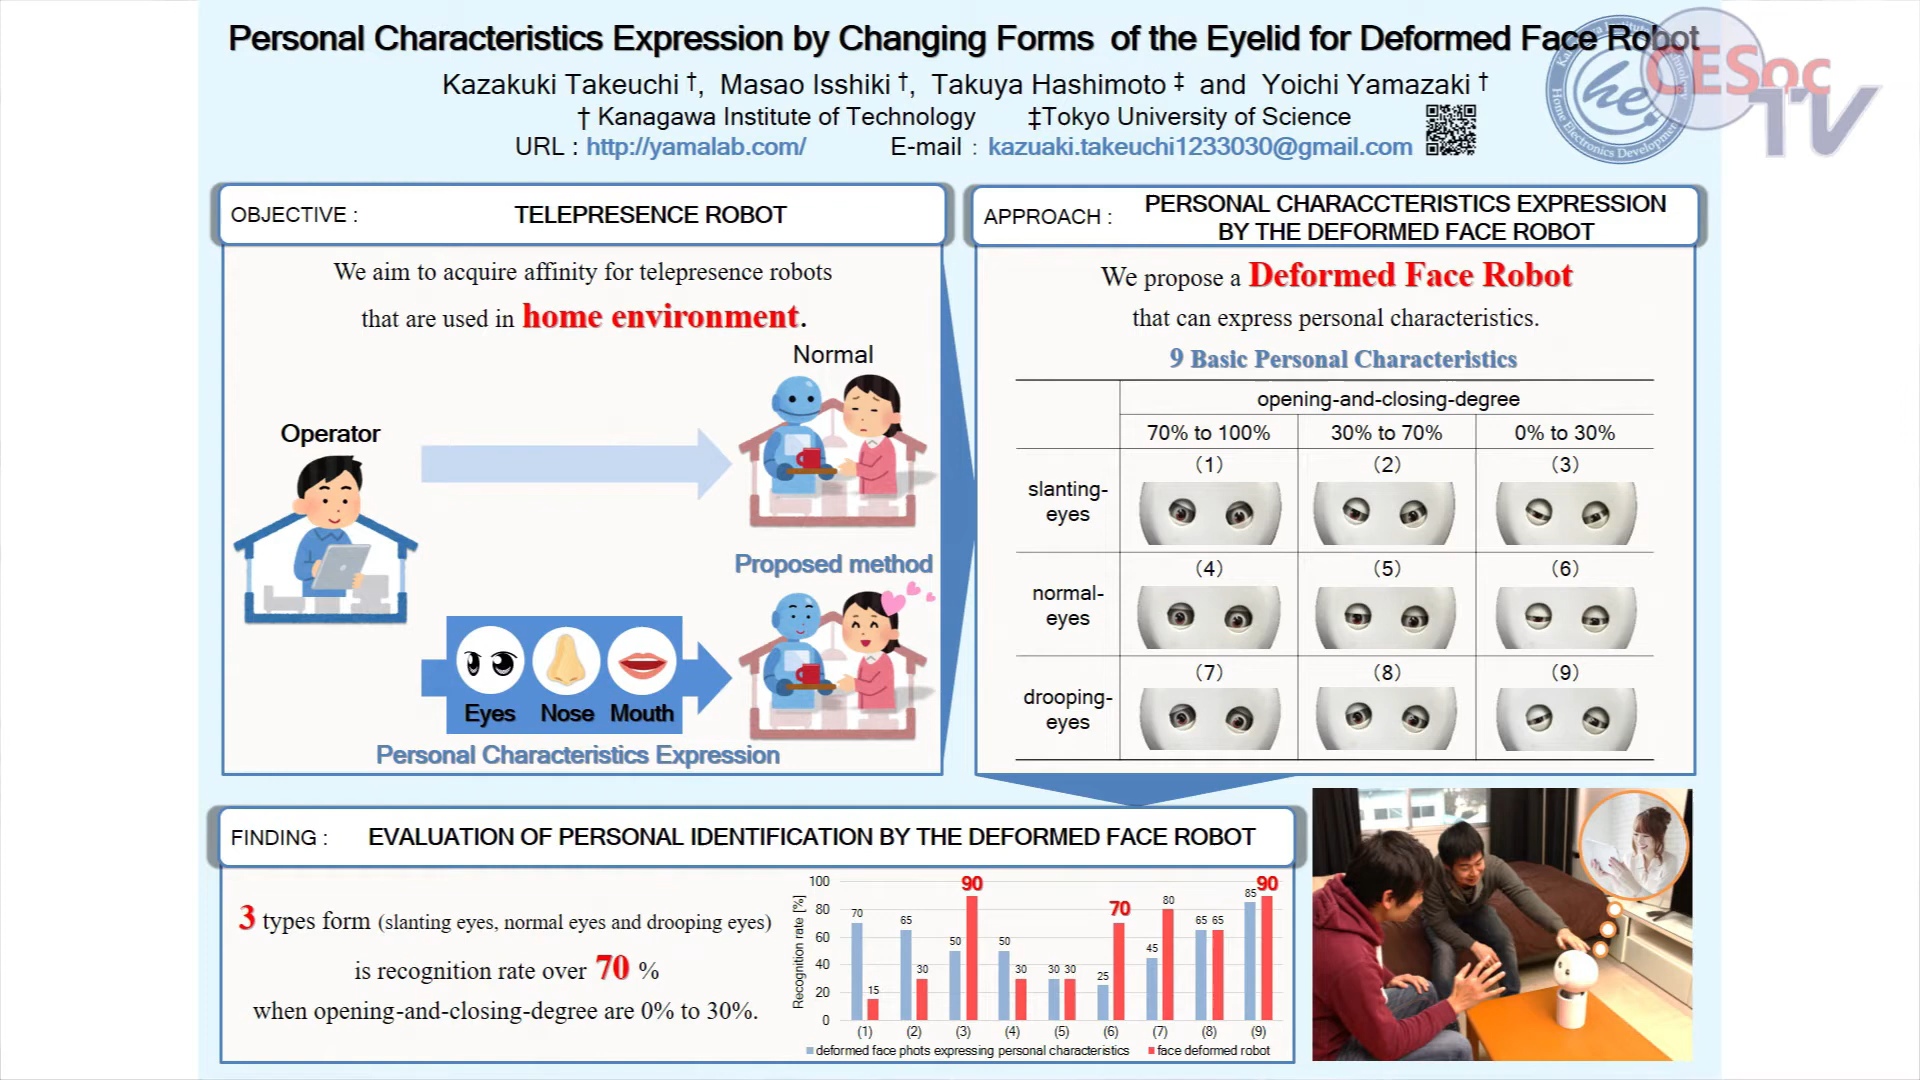 Personal Characteristics Expression by Changing Forms of the Eyelid for Deformed Face Robot
Kazakuki Takeuchi †, Masao Isshiki †, Takuya Hashimoto ‡ and Yoichi Yamazaki †
† Kanagawa Institute of Technology ‡Tokyo University of Science
URL : http://yamalab.com/ E-mail : kazuaki.takeuchi1233030@gmail.com
he
Home Electronics Development
CESoc
TV
OBJECTIVE : TELEPRESENCE ROBOT
We aim to acquire affinity for telepresence robots
that are used in home environment.
Normal
Operator
Proposed method
Eyes Nose Mouth
Personal Characteristics Expression
APPROACH : PERSONAL CHARACCTERISTICS EXPRESSION
BY THE DEFORMED FACE ROBOT
We propose a Deformed Face Robot
that can express personal characteristics.
9 Basic Personal Characteristics
opening-and-closing-degree
70% to 100% 30% to 70% 0% to 30%
(1) (2) (3)
slanting-
eyes
(4) (5) (6)
normal-
eyes
(7) (8) (9)
drooping-
eyes
FINDING : EVALUATION OF PERSONAL IDENTIFICATION BY THE DEFORMED FACE ROBOT
3 types form (slanting eyes, normal eyes and drooping eyes)
is recognition rate over 70 %
when opening-and-closing-degree are 0% to 30%.
Recognition rate [%]
100
80
60
40
20
0
70 15 65 30 50 90 50 30 30 30 25 70 45 80 65 65 85 90
(1) (2) (3) (4) (5) (6) (7) (8) (9)
deformed face phots expressing personal characteristics face deformed robot